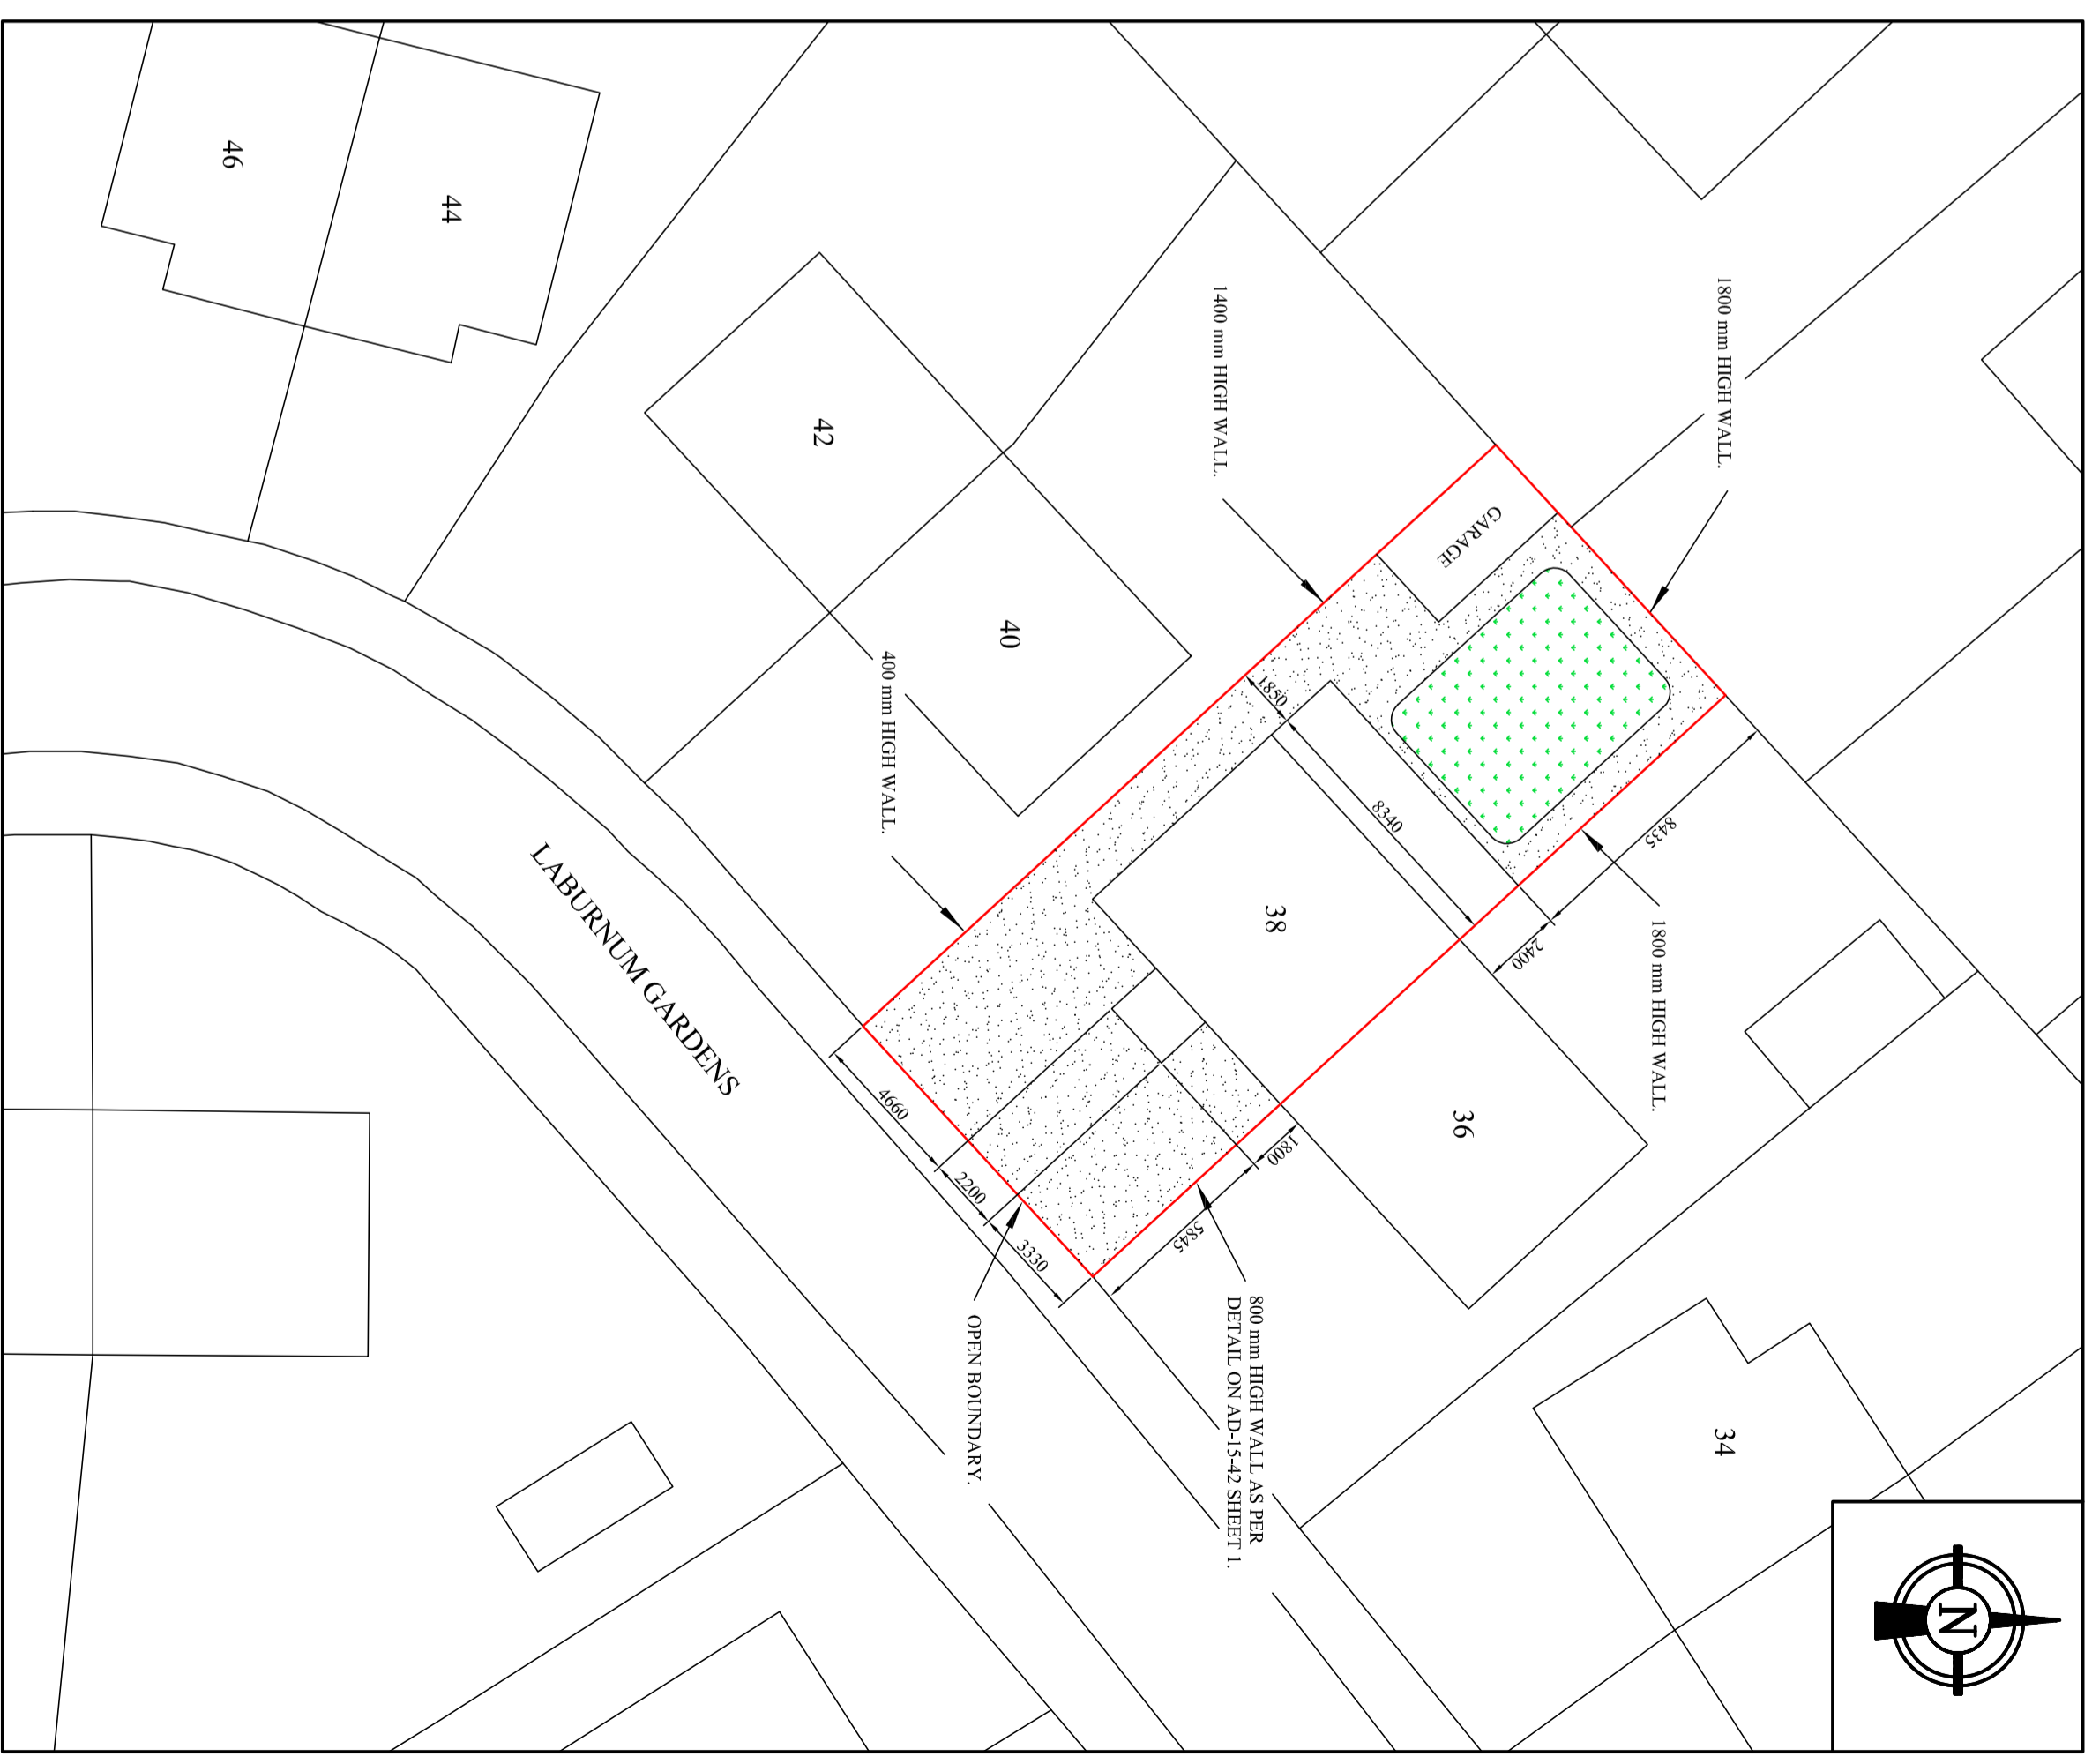 1800 mm HIGH WALL.
1800 mm HIGH WALL.
34
36
8435
2400
GARAGE
8340
1850
38
1800
5845
800 mm HIGH WALL AS PER
DETAIL ON AD-15-42 SHEET 1.
1400 mm HIGH WALL.
40
OPEN BOUNDARY.
3330
2200
4660
400 mm HIGH WALL.
42
LABURNUM GARDENS
44
46
N